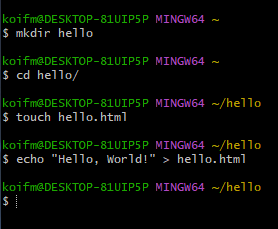 koifm@DESKTOP-81UIP5P MINGW64 ~
$ mkdir hello
koifm@DESKTOP-81UIP5P MINGW64 ~
$ cd hello/
koifm@DESKTOP-81UIP5P MINGW64 ~/hello
$ touch hello.html
koifm@DESKTOP-81UIP5P MINGW64 ~/hello
$ echo "Hello, World!" > hello.html
koifm@DESKTOP-81UIP5P MINGW64 ~/hello
$